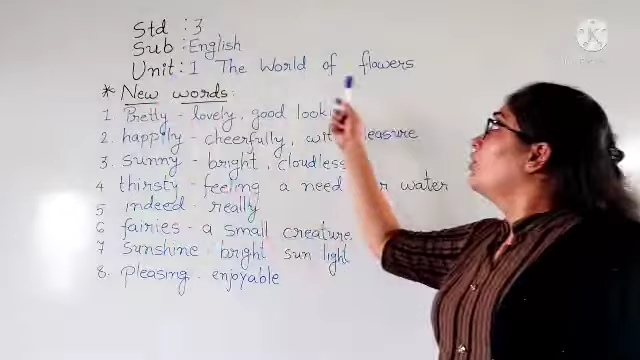 Std : 3
Sub : English
Unit : 1 The World of flowers
* New words :
1 Pretty - lovely, good look
2. happily - cheerfully, with pleasure
3. sunny - bright, cloudless
4 thirsty - feeling a need water
5 indeed - really
6 fairies - a small creature.
7 sunshine - bright sun light
8. pleasing - enjoyable